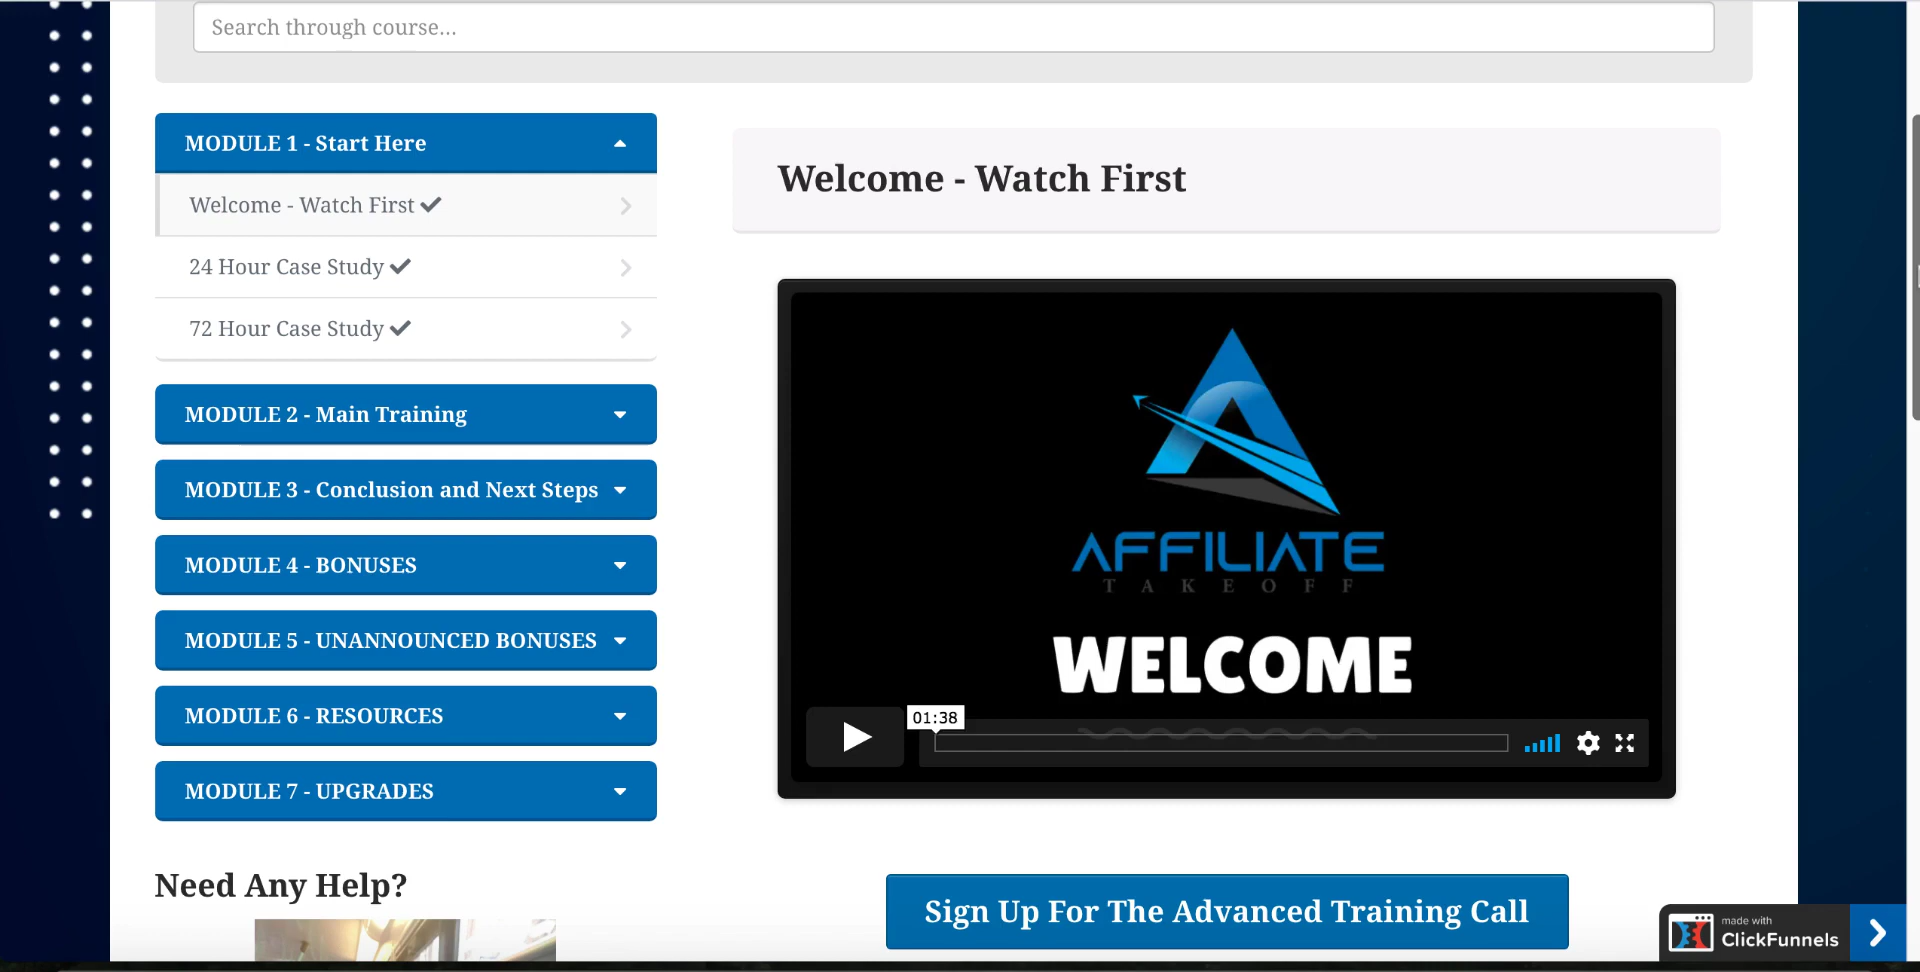 Search through course...
MODULE 1 - Start Here
Welcome - Watch First
24 Hour Case Study
72 Hour Case Study
MODULE 2 - Main Training
MODULE 3 - Conclusion and Next Steps
MODULE 4 - BONUSES
MODULE 5 - UNANNOUNCED BONUSES
MODULE 6 - RESOURCES
MODULE 7 - UPGRADES
Need Any Help?
Welcome - Watch First
AFFILIATE
TAKEOFF
WELCOME
01:38
Sign Up For The Advanced Training Call
made with
ClickFunnels